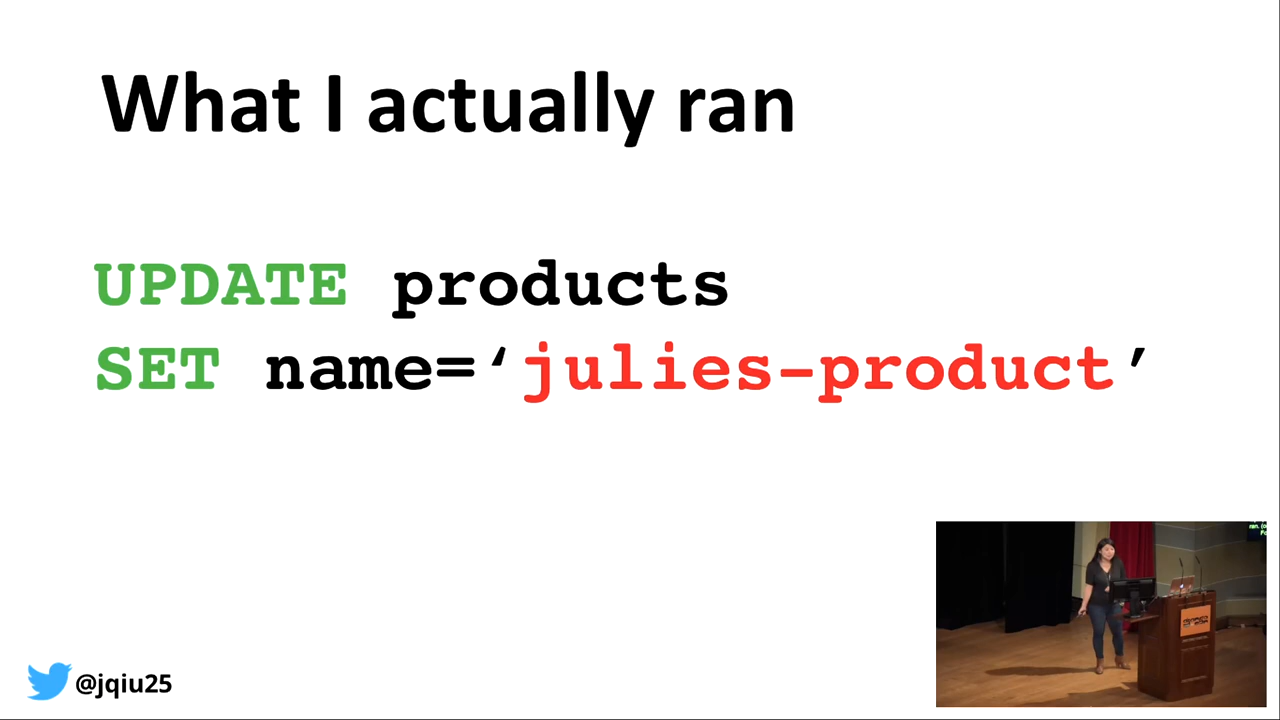 What I actually ran
UPDATE products
SET name=‘julies-product’
@jqiu25